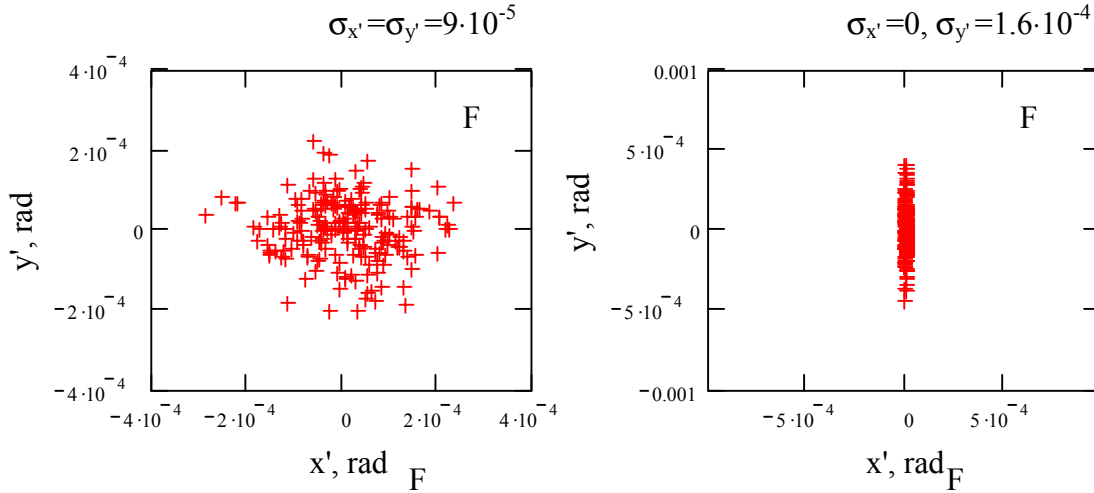 σx'=σy'=9·10-5
σx'=0, σy'=1.6·10-4
4·10-4
2·10-4
0
−2·10-4
−4·10-4
y', rad
F
−4·10-4
−2·10-4
0
2·10-4
4·10-4
x', rad
F
0.001
5·10-4
0
−5·10-4
−0.001
y', rad
F
−5·10-4
0
5·10-4
x', rad
F